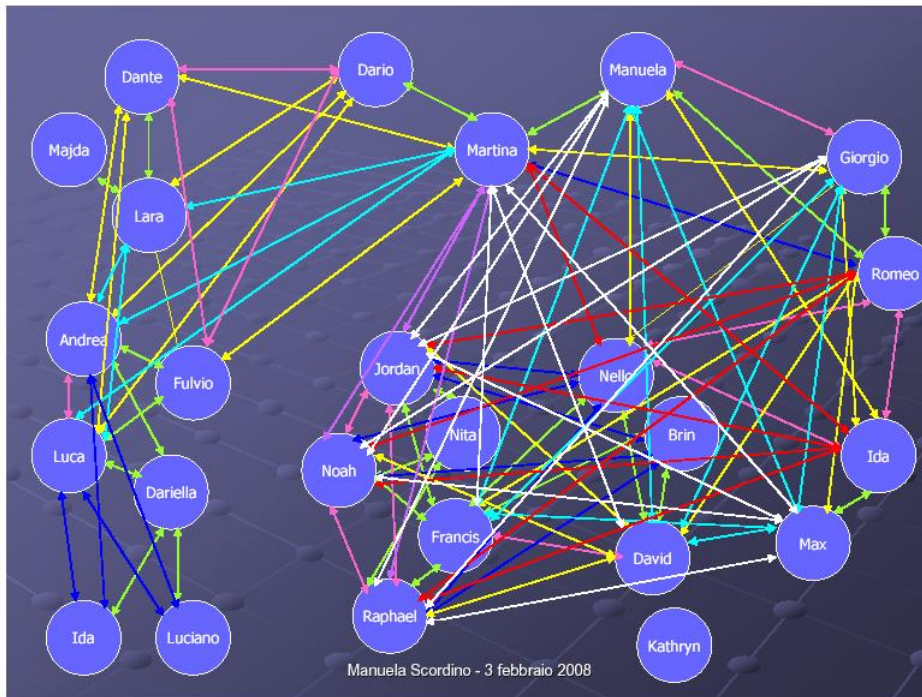 Dante
Dario
Manuela
Majda
Martina
Giorgio
Lara
Romeo
Andrea
Fulvio
Jordan
Nello
Nita
Brin
Luca
Noah
Ida
Dariella
Francis
David
Max
Raphael
Ida
Luciano
Kathryn
Manuela Scordino - 3 febbraio 2008